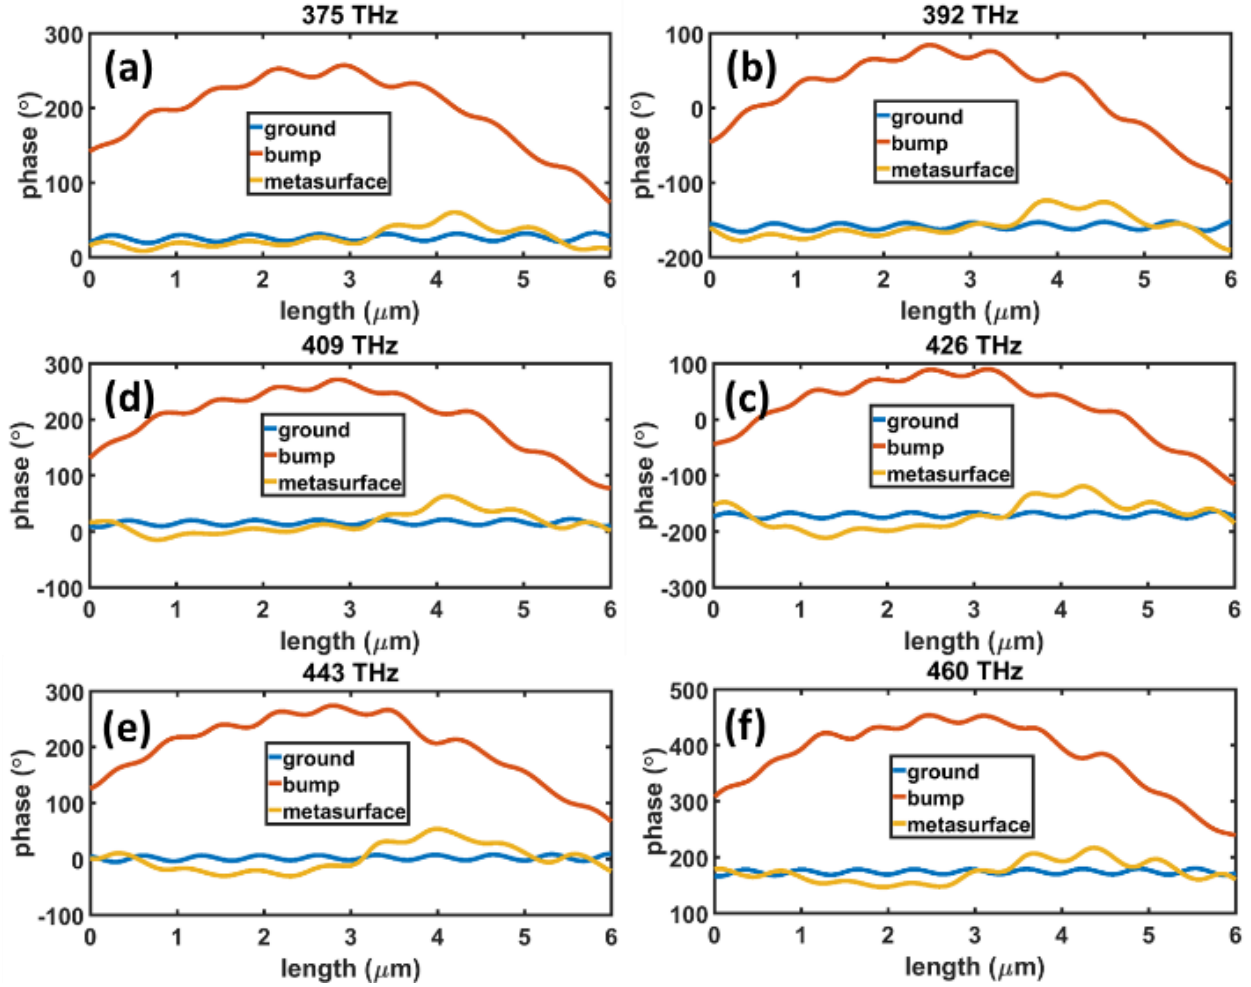 375 THz
(a)
300
200
100
0
phase (°)
ground
bump
metasurface
0 1 2 3 4 5 6
length (μm)
392 THz
(b)
100
0
-100
-200
phase (°)
ground
bump
metasurface
0 1 2 3 4 5 6
length (μm)
409 THz
(d)
300
200
100
0
-100
phase (°)
ground
bump
metasurface
0 1 2 3 4 5 6
length (μm)
426 THz
(c)
100
0
-100
-200
-300
phase (°)
ground
bump
metasurface
0 1 2 3 4 5 6
length (μm)
443 THz
(e)
300
200
100
0
-100
phase (°)
ground
bump
metasurface
0 1 2 3 4 5 6
length (μm)
460 THz
(f)
500
400
300
200
100
phase (°)
ground
bump
metasurface
0 1 2 3 4 5 6
length (μm)